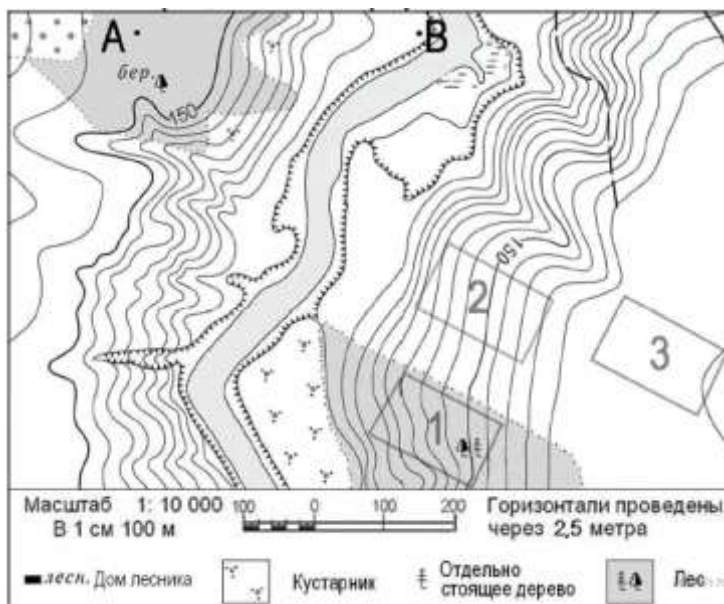 А
В
бер.
150
150
2
3
1
Масштаб 1: 10 000
В 1 см 100 м
100 0 100 200
Горизонтали проведены
через 2,5 метра
лесн. Дом лесника
Кустарник
Отдельно
стоящее дерево
Лес